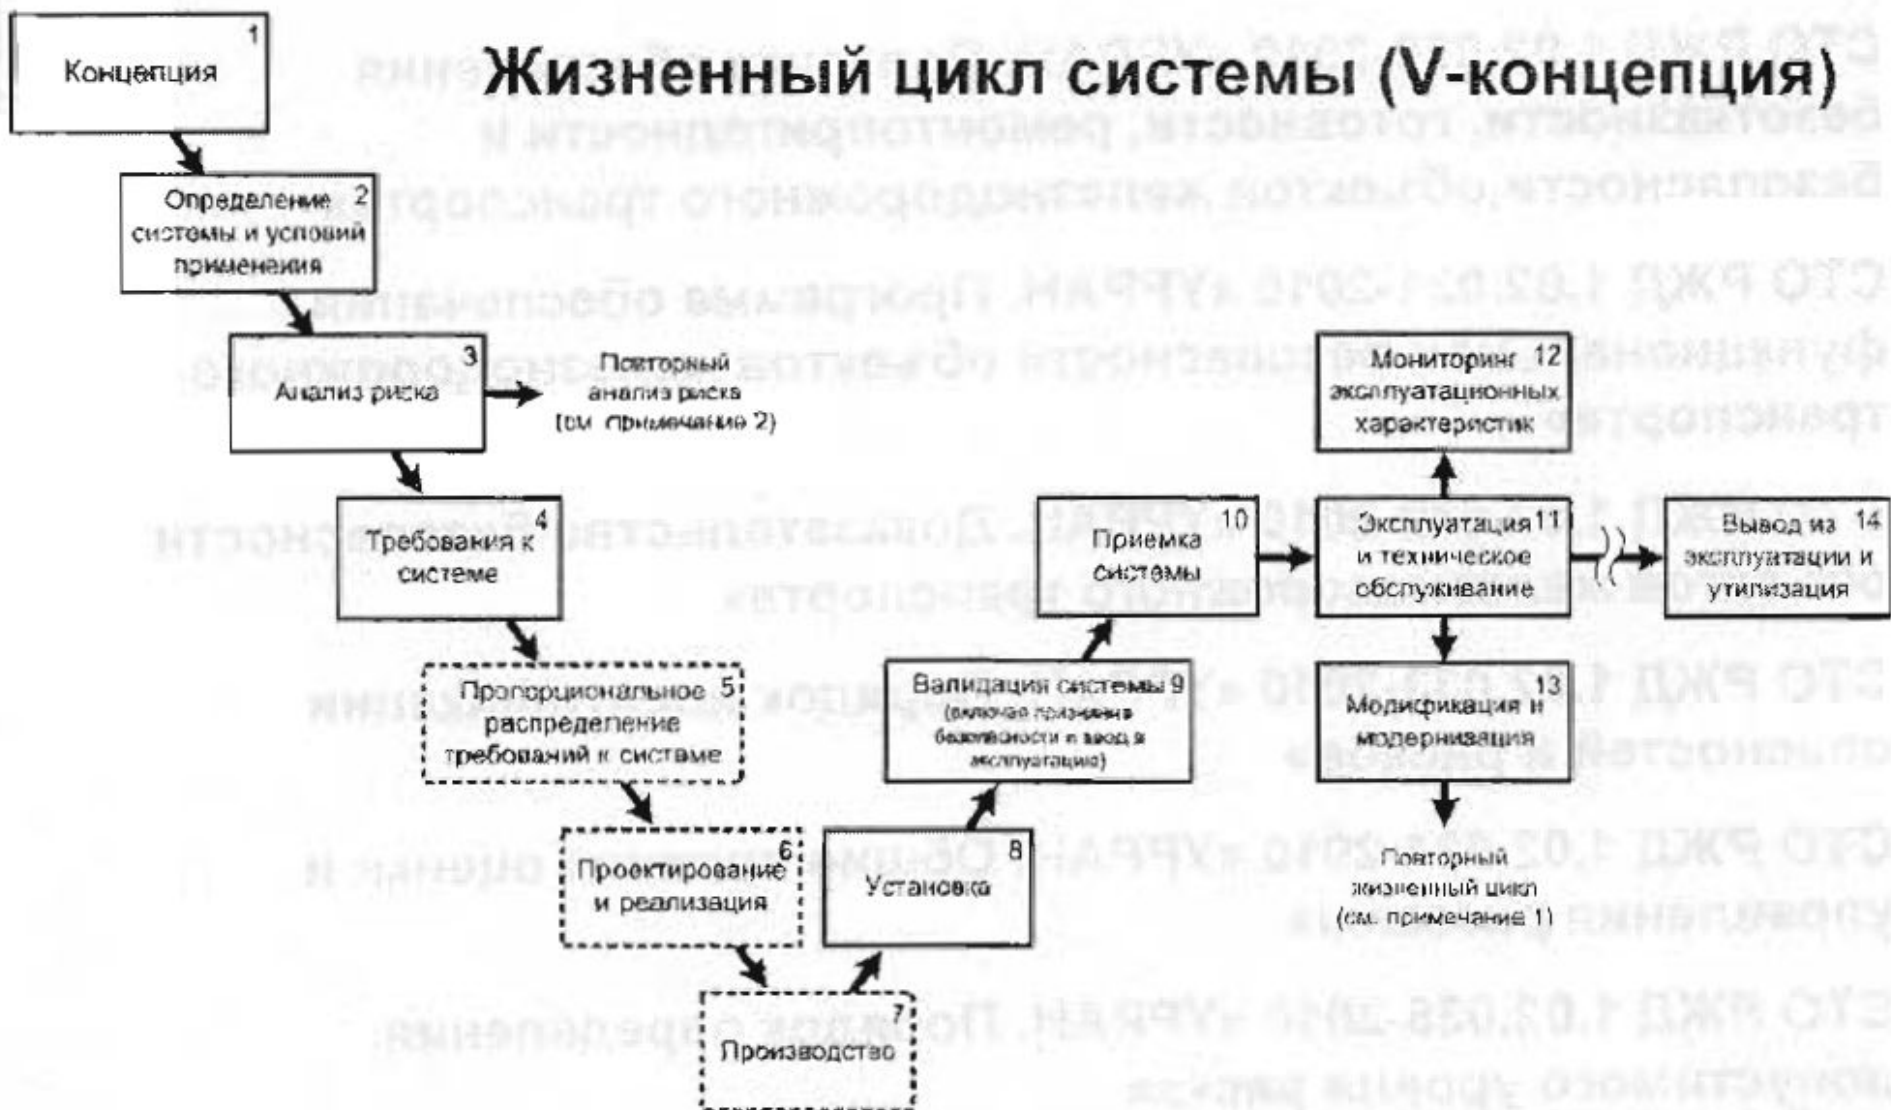 Жизненный цикл системы (V-концепция)
1
Концепция
Определение 2
системы и условий
применения
3
Анализ риска
Повторный
анализ риска
(см. примечание 2)
4
Требования к
системе
Пропорциональное 5
распределение
требований к системе
6
Проектирование
и реализация
7
Производство
8
Установка
Валидация системы 9
(включая признание
безопасности и ввод в
эксплуатацию)
10
Приемка
системы
Эксплуатация 11
и техническое
обслуживание
Мониторинг 12
эксплуатационных
характеристик
13
Модификация и
модернизация
Повторный
жизненный цикл
(см. примечание 1)
Вывод из 14
эксплуатации и
утилизация